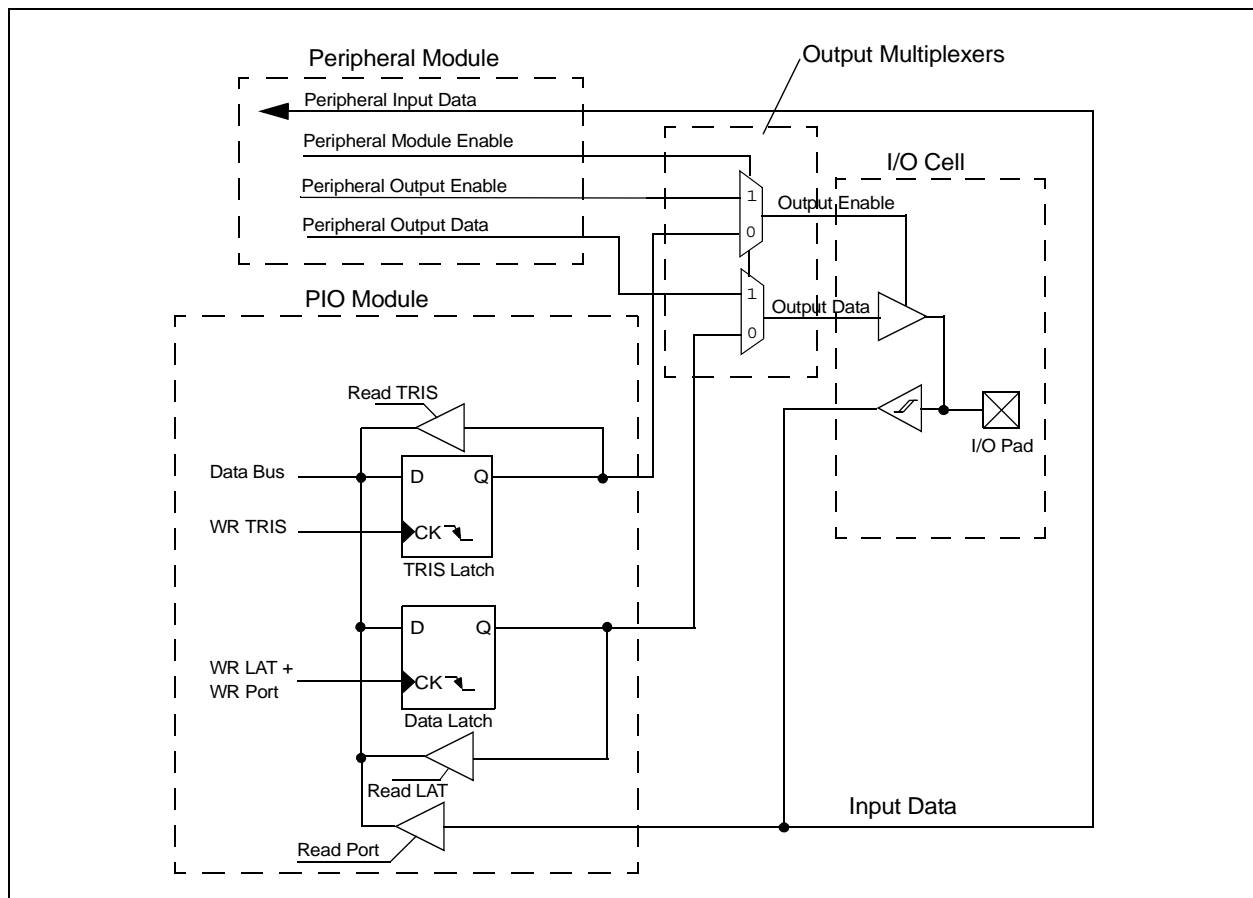 Peripheral Module
Output Multiplexers
Peripheral Input Data
Peripheral Module Enable
I/O Cell
Peripheral Output Enable
1
Output Enable
Peripheral Output Data
0
PIO Module
1
Output Data
0
Read TRIS
I/O Pad
Data Bus
D
Q
WR TRIS
CK
TRIS Latch
D
Q
WR LAT +
WR Port
CK
Data Latch
Read LAT
Input Data
Read Port